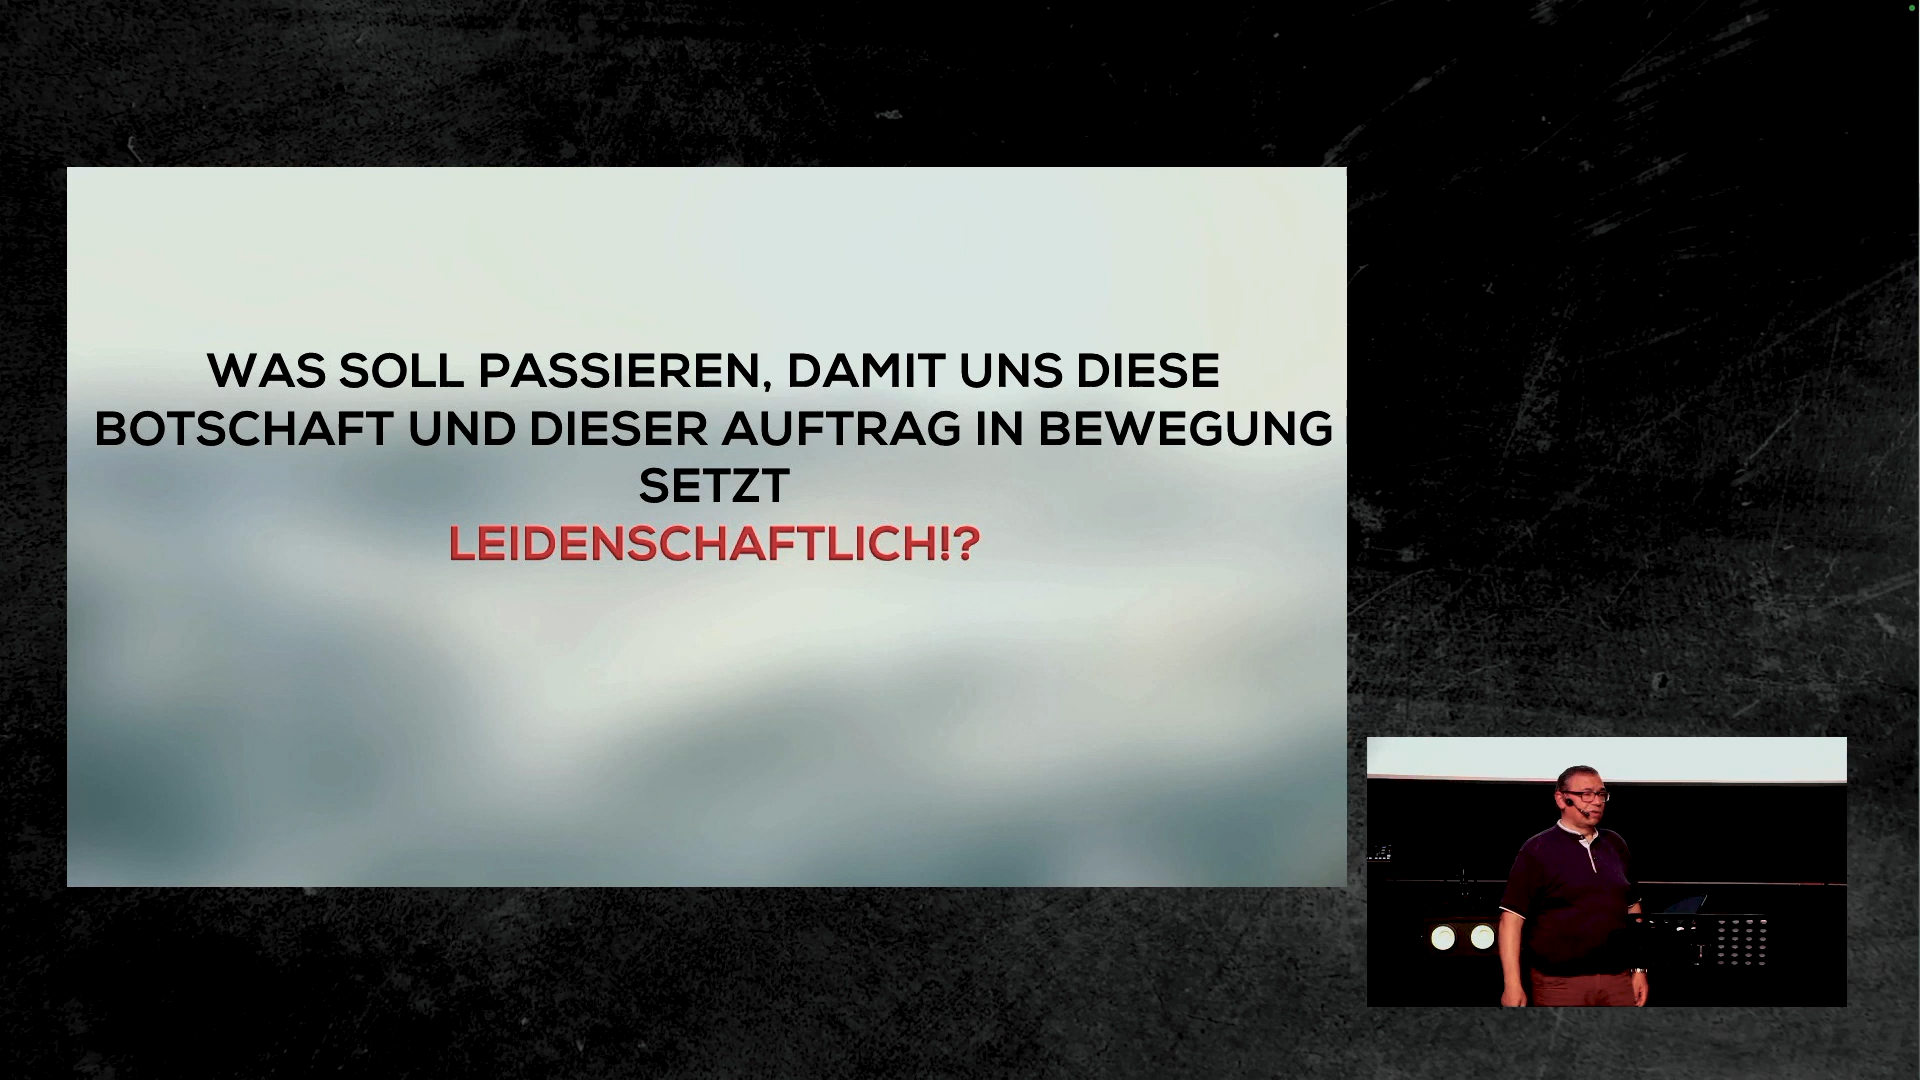 WAS SOLL PASSIEREN, DAMIT UNS DIESE
BOTSCHAFT UND DIESER AUFTRAG IN BEWEGUNG
SETZT
LEIDENSCHAFTLICH!?